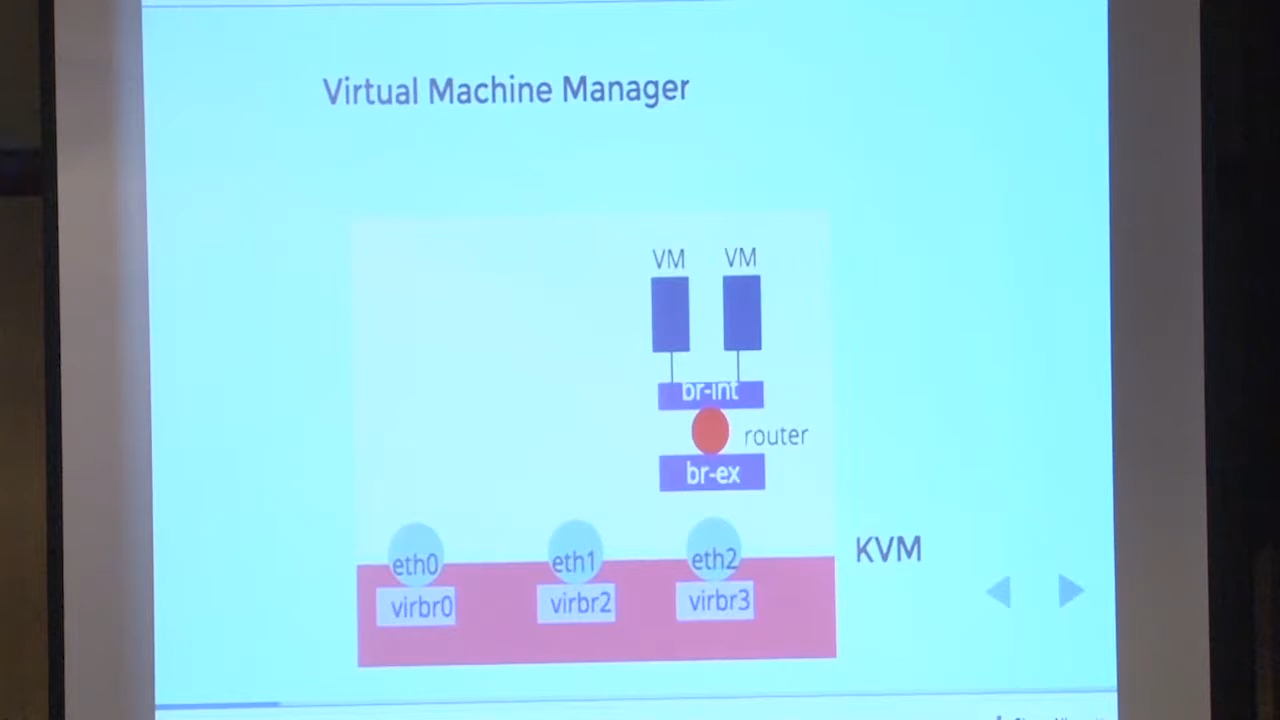 Virtual Machine Manager
VM VM
br-int
router
br-ex
eth0 eth1 eth2
KVM
virbr0 virbr2 virbr3